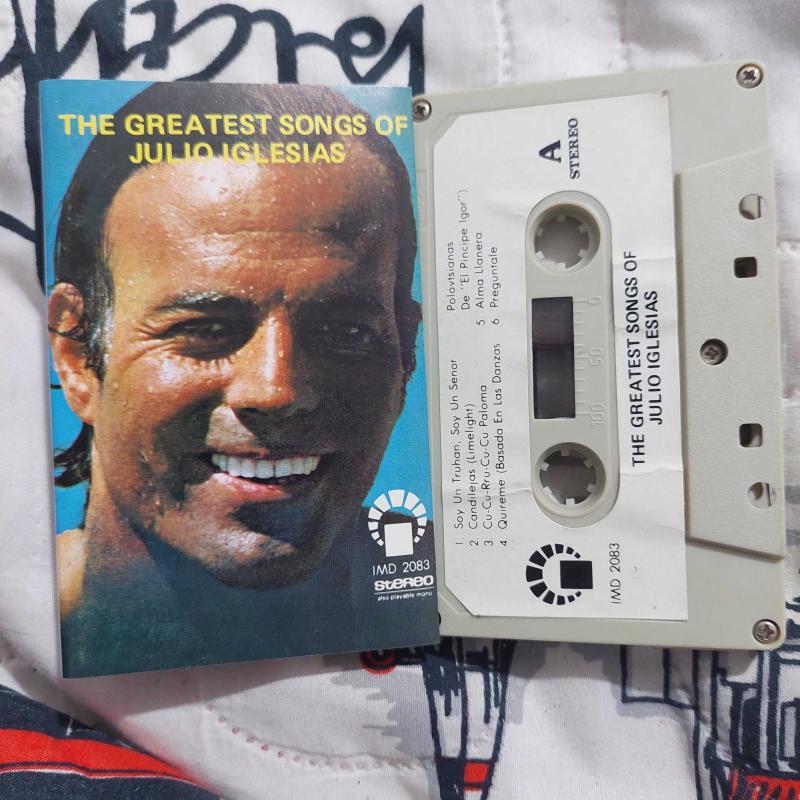 THE GREATEST SONGS OF
JULIO IGLESIAS
IMD 2083
stereo
also playable mono
A
STEREO
1. Soy Un Truhan, Soy Un Senor
2. Candilejas (Limelight)
3. Cu-Cu-Rru-Cu-Cu Paloma
4. Quireme (Basada En Las Danzas
Polovtsianas
De "El Pincipe Igor")
5. Alma Llanera
6. Preguntale
100 50 0
THE GREATEST SONGS OF
JULIO IGLESIAS
IMD 2083